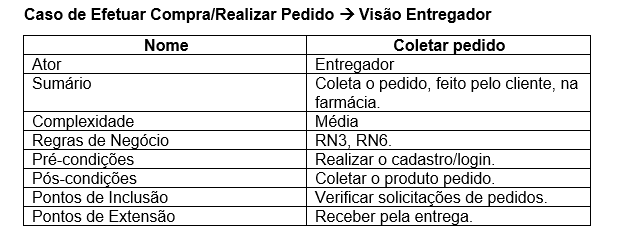 Caso de Efetuar Compra/Realizar Pedido → Visão Entregador
Nome Coletar pedido
Ator Entregador
Sumário Coleta o pedido, feito pelo cliente, na
farmácia.
Complexidade Média
Regras de Negócio RN3, RN6.
Pré-condições Realizar o cadastro/login.
Pós-condições Coletar o produto pedido.
Pontos de Inclusão Verificar solicitações de pedidos.
Pontos de Extensão Receber pela entrega.